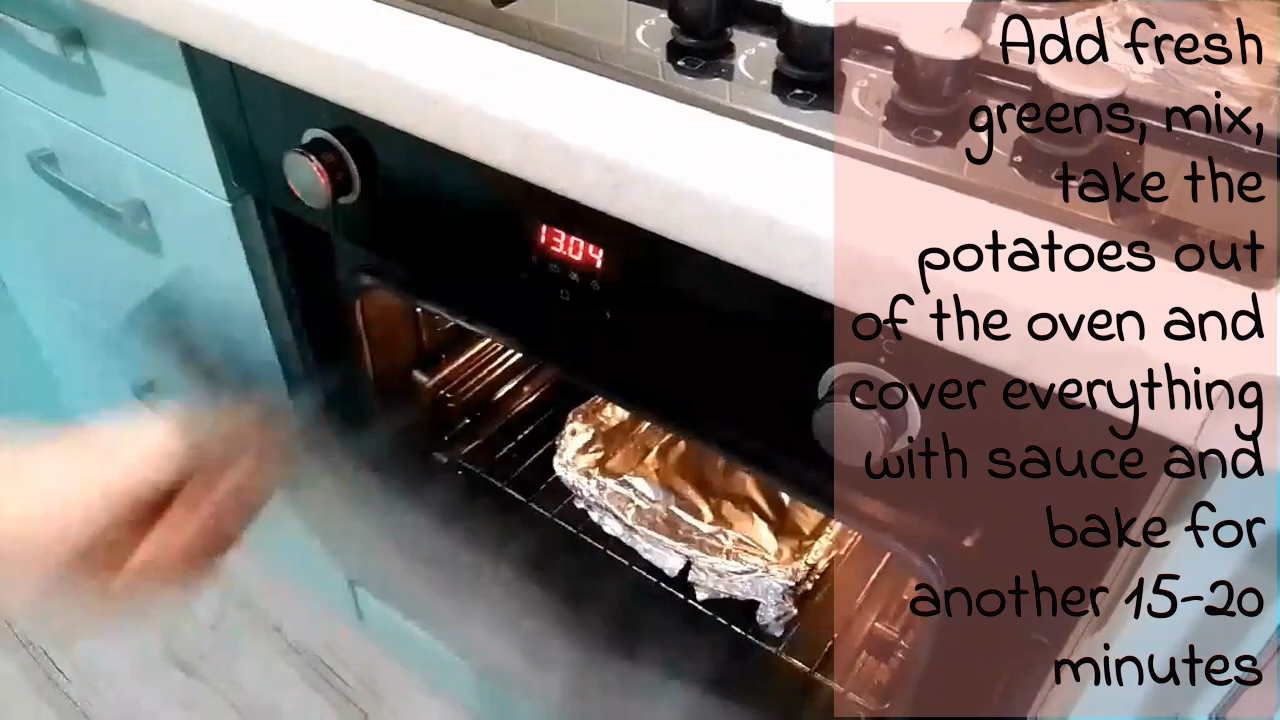 13.04
Add fresh
greens, mix,
take the
potatoes out
of the oven and
cover everything
with sauce and
bake for
another 15-20
minutes